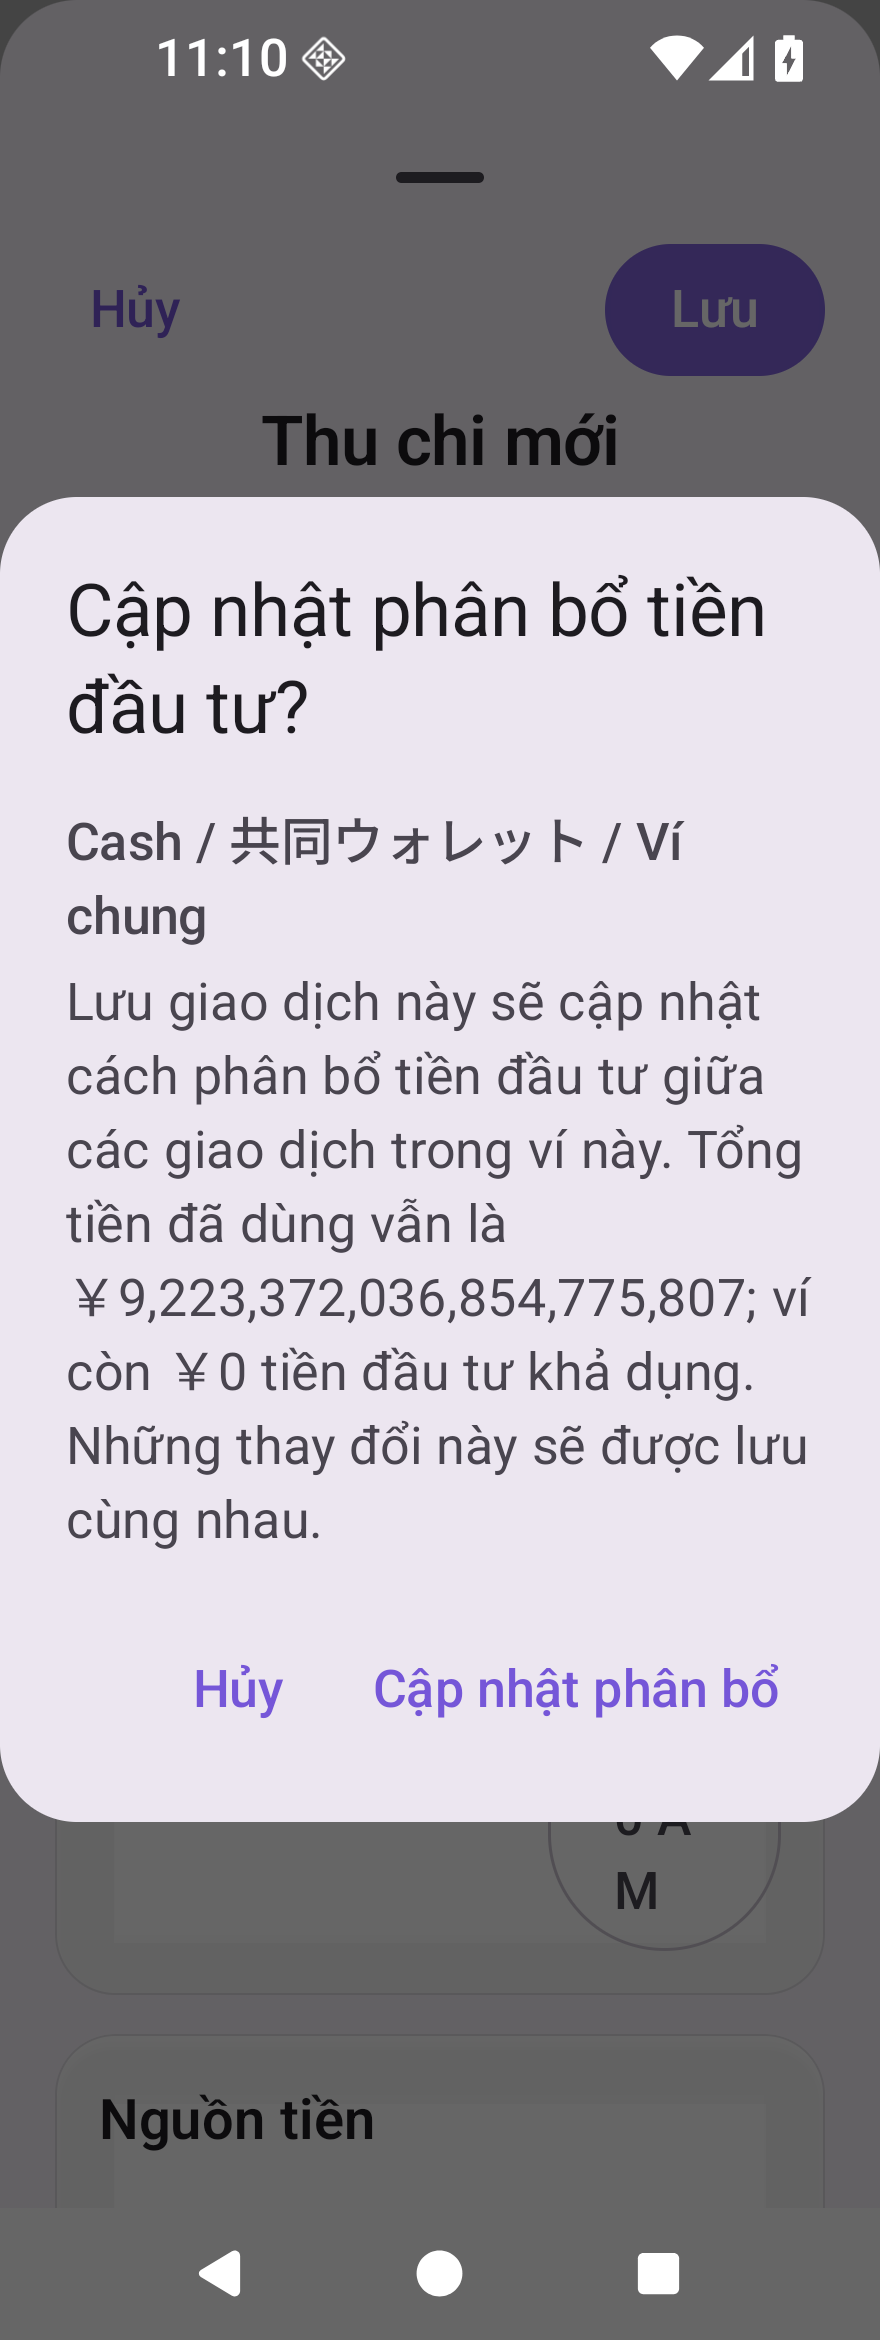 11:10
Hủy
Lưu
Thu chi mới
Cập nhật phân bổ tiền
đầu tư?
Cash / 共同ウォレット / Ví
chung
Lưu giao dịch này sẽ cập nhật
cách phân bổ tiền đầu tư giữa
các giao dịch trong ví này. Tổng
tiền đã dùng vẫn là
￥9,223,372,036,854,775,807; ví
còn ￥0 tiền đầu tư khả dụng.
Những thay đổi này sẽ được lưu
cùng nhau.
Hủy
Cập nhật phân bổ
M
Nguồn tiền